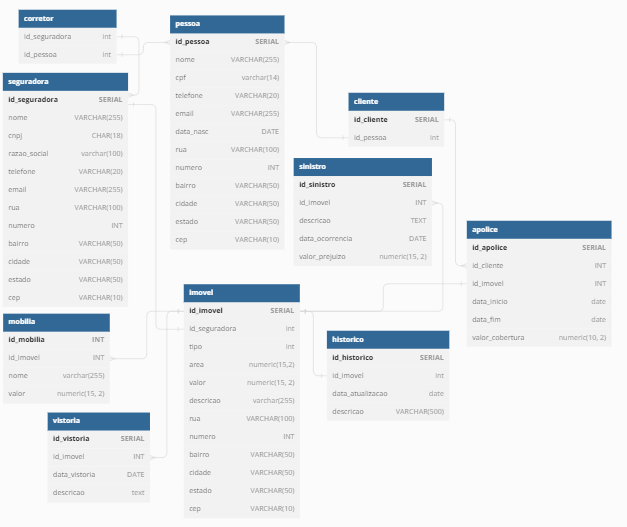 corretor
id_seguradora int
id_pessoa int
seguradora
id_seguradora SERIAL
nome VARCHAR(255)
cnpj CHAR(18)
razao_social varchar(100)
telefone VARCHAR(20)
email VARCHAR(255)
rua VARCHAR(100)
numero INT
bairro VARCHAR(50)
cidade VARCHAR(50)
estado VARCHAR(50)
cep VARCHAR(10)
mobilia
id_mobilia INT
id_imovel INT
nome varchar(255)
valor numeric(15, 2)
vistoria
id_vistoria SERIAL
id_imovel INT
data_vistoria DATE
descricao text
pessoa
id_pessoa SERIAL
nome VARCHAR(255)
cpf varchar(14)
telefone VARCHAR(20)
email VARCHAR(255)
data_nasc DATE
rua VARCHAR(100)
numero INT
bairro VARCHAR(50)
cidade VARCHAR(50)
estado VARCHAR(50)
cep VARCHAR(10)
imovel
id_imovel SERIAL
id_seguradora int
tipo int
area numeric(15,2)
valor numeric(15, 2)
descricao varchar(255)
rua VARCHAR(100)
numero INT
bairro VARCHAR(50)
cidade VARCHAR(50)
estado VARCHAR(50)
cep VARCHAR(10)
cliente
id_cliente SERIAL
id_pessoa int
sinistro
id_sinistro SERIAL
id_imovel INT
descricao TEXT
data_ocorrencia DATE
valor_prejuizo numeric(15, 2)
historico
id_historico SERIAL
id_imovel int
data_atualizacao date
descricao VARCHAR(500)
apolice
id_apolice SERIAL
id_cliente INT
id_imovel INT
data_inicio date
data_fim date
valor_cobertura numeric(10, 2)